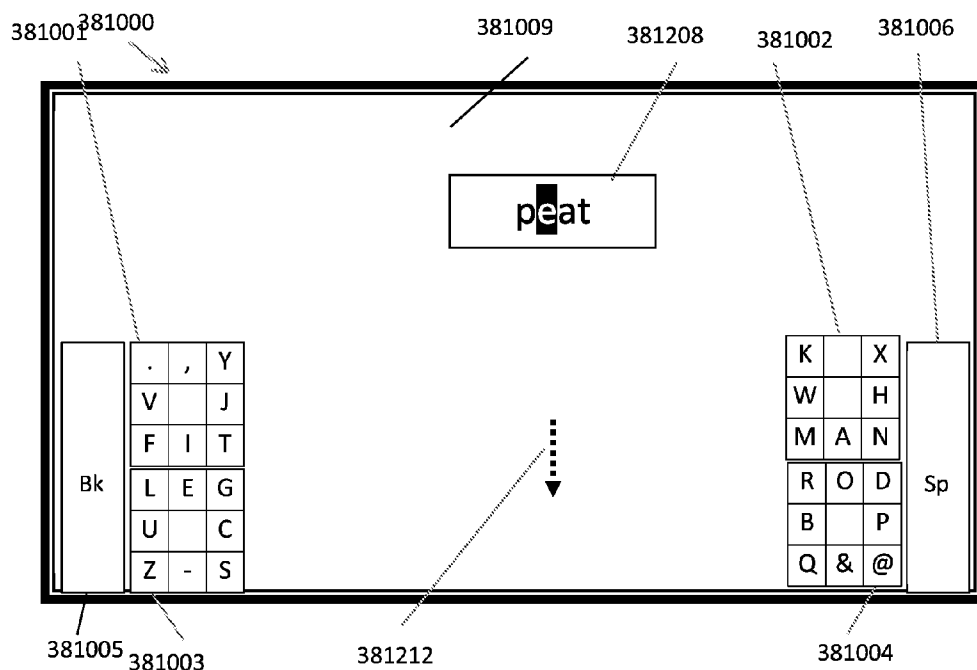 381001 381000 381009 381208 381002 381006
peat
. , Y
V J
F I T
L E G
U C
Z - S
Bk
K X
W H
M A N
R O D
B P
Q & @
Sp
381005 381003 381212 381004